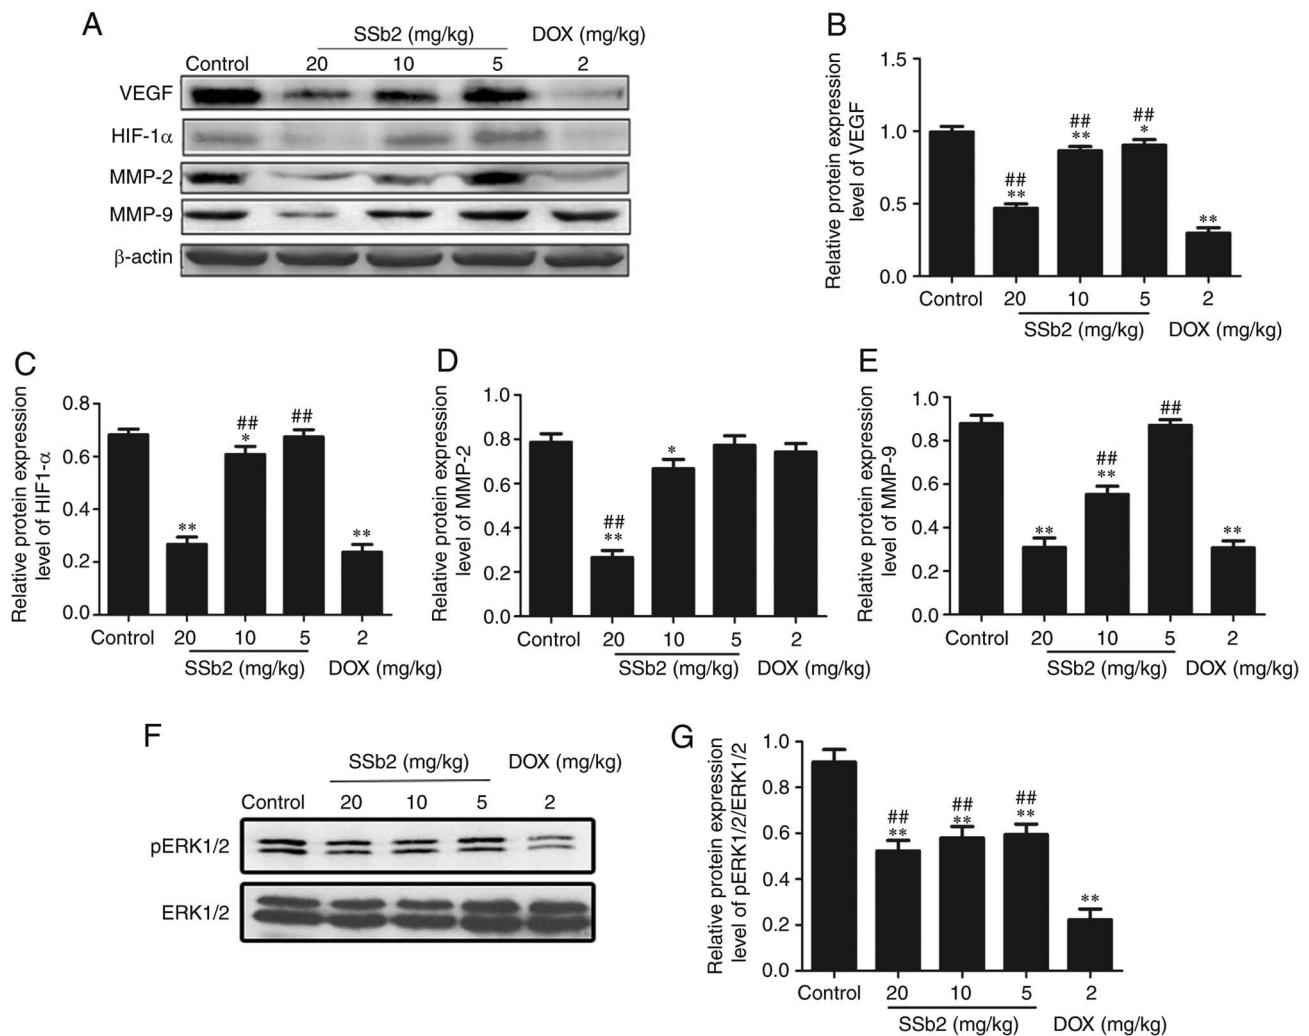 A
SSb2 (mg/kg) DOX (mg/kg)
Control 20 10 5 2
VEGF
HIF-1α
MMP-2
MMP-9
β-actin
B
Relative protein expression
level of VEGF
1.5
1.0
0.5
0.0
##
**
##
**
##
*
**
Control 20 10 5 2
SSb2 (mg/kg) DOX (mg/kg)
C
Relative protein expression
level of HIF1-α
0.8
0.6
0.4
0.2
0.0
**
##
*
##
**
Control 20 10 5 2
SSb2 (mg/kg) DOX (mg/kg)
D
Relative protein expression
level of MMP-2
1.0
0.8
0.6
0.4
0.2
0.0
##
**
*
Control 20 10 5 2
SSb2 (mg/kg) DOX (mg/kg)
E
Relative protein expression
level of MMP-9
1.0
0.8
0.6
0.4
0.2
0.0
**
##
**
##
**
Control 20 10 5 2
SSb2 (mg/kg) DOX (mg/kg)
F
SSb2 (mg/kg) DOX (mg/kg)
Control 20 10 5 2
pERK1/2
ERK1/2
G
Relative protein expression
level of pERK1/2/ERK1/2
1.0
0.8
0.6
0.4
0.2
0.0
##
**
##
**
##
**
**
Control 20 10 5 2
SSb2 (mg/kg) DOX (mg/kg)